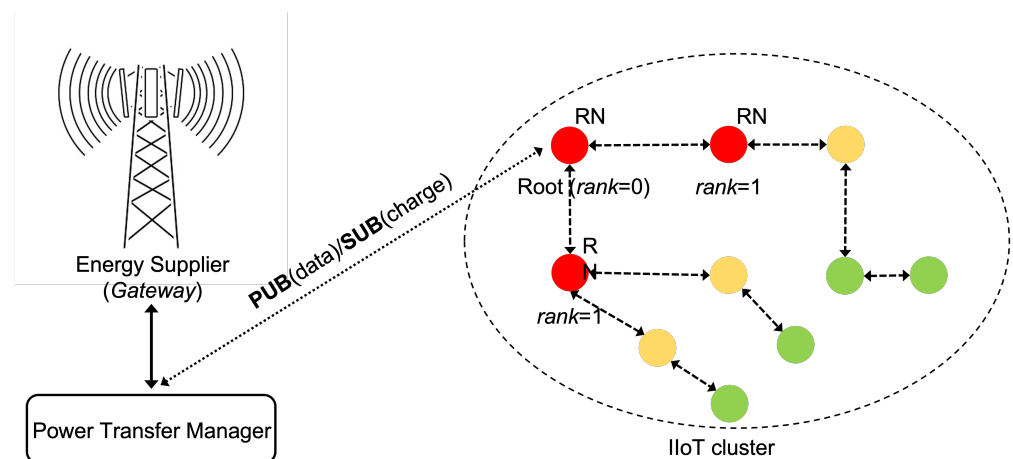 RN
RN
Root (rank=0)
rank=1
PUB(data)/SUB(charge)
R
N
rank=1
Energy Supplier
(Gateway)
Power Transfer Manager
IIoT cluster